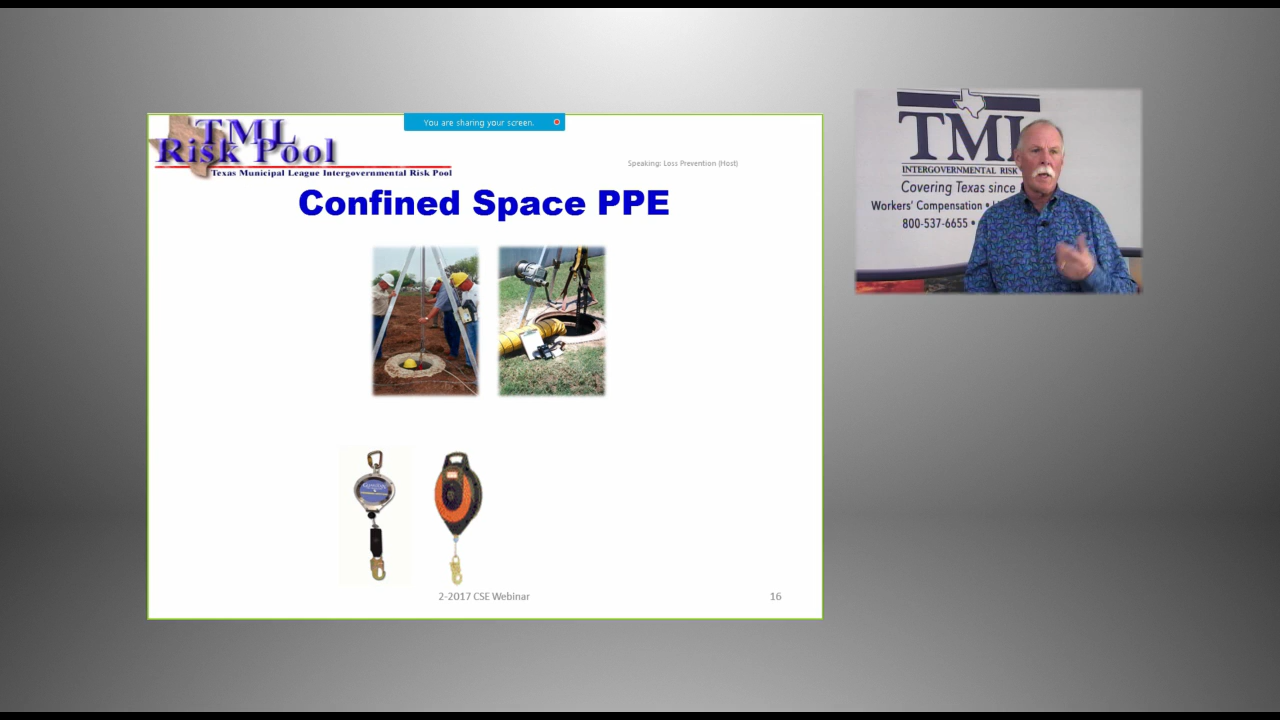 TML
Risk Pool
Texas Municipal League Intergovernmental Risk Pool
You are sharing your screen.
Speaking: Loss Prevention (Host)
Confined Space PPE
2-2017 CSE Webinar
16
TML
INTERGOVERNMENTAL RISK
Covering Texas since
Workers' Compensation •
800-537-6655 •